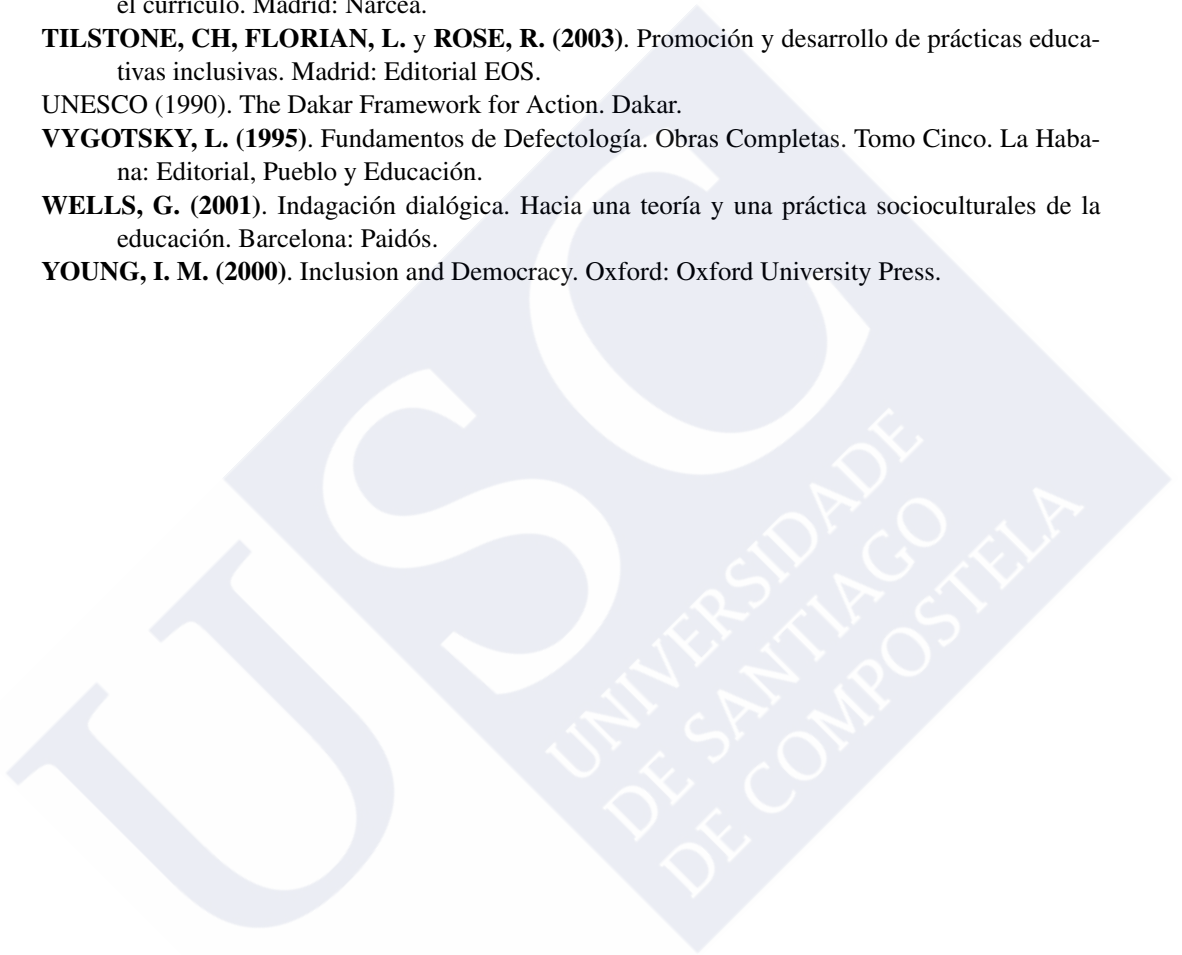 el currículo. Madrid: Narcea.
TILSTONE, CH, FLORIAN, L. y ROSE, R. (2003). Promoción y desarrollo de prácticas educa-
tivas inclusivas. Madrid: Editorial EOS.
UNESCO (1990). The Dakar Framework for Action. Dakar.
VYGOTSKY, L. (1995). Fundamentos de Defectología. Obras Completas. Tomo Cinco. La Haba-
na: Editorial, Pueblo y Educación.
WELLS, G. (2001). Indagación dialógica. Hacia una teoría y una práctica socioculturales de la
educación. Barcelona: Paidós.
YOUNG, I. M. (2000). Inclusion and Democracy. Oxford: Oxford University Press.
USC
UNIVERSIDADE
DE SANTIAGO
DE COMPOSTELA